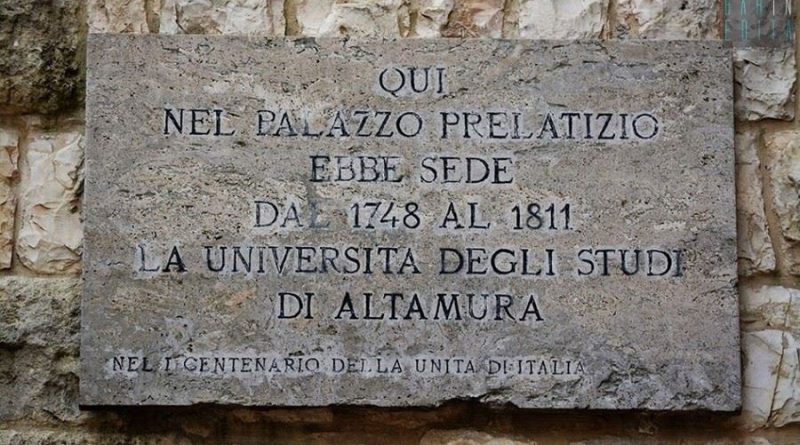 QUI
NEL PALAZZO PRELATIZIO
EBBE SEDE
DAL 1748 AL 1811
LA UNIVERSITA DEGLI STUDI
DI ALTAMURA
NEL I CENTENARIO DELLA UNITA DI ITALIA